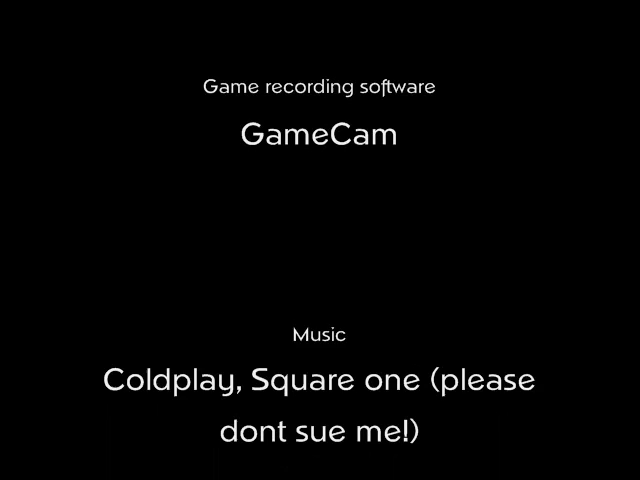 Game recording software
GameCam
Music
Coldplay, Square one (please
dont sue me!)